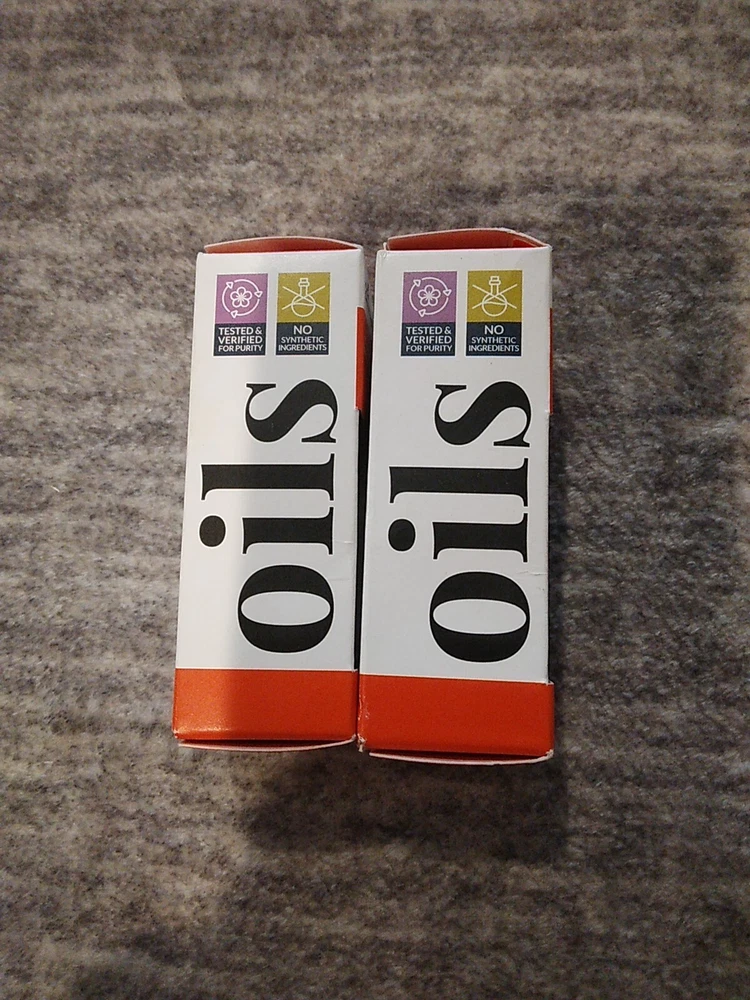 TESTED &
VERIFIED
FOR PURITY
NO
SYNTHETIC
INGREDIENTS
oils
TESTED &
VERIFIED
FOR PURITY
NO
SYNTHETIC
INGREDIENTS
oils